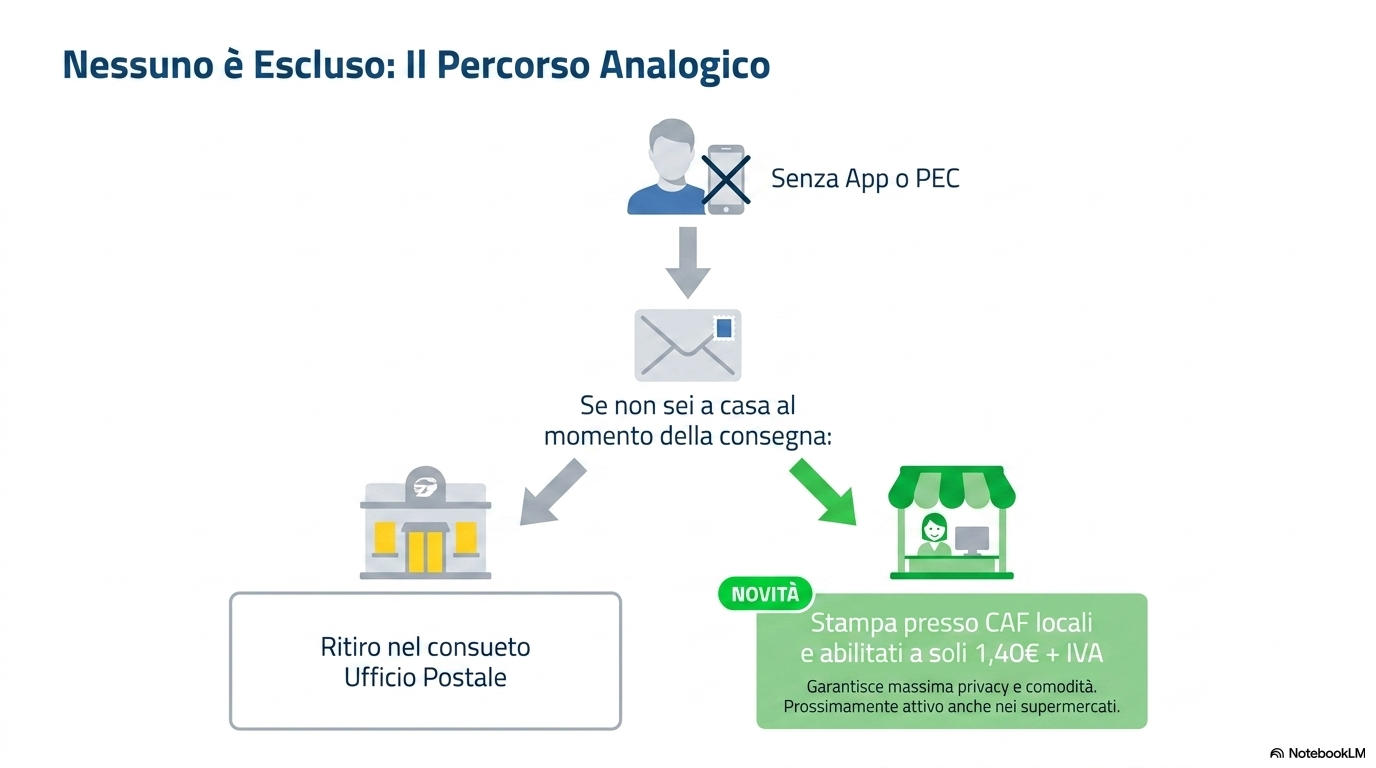 Nessuno è Escluso: Il Percorso Analogico
Senza App o PEC
Se non sei a casa al
momento della consegna:
Ritiro nel consueto
Ufficio Postale
NOVITÀ
Stampa presso CAF locali
e abilitati a soli 1,40€ + IVA
Garantisce massima privacy e comodità.
Prossimamente attivo anche nei supermercati.
NotebookLM